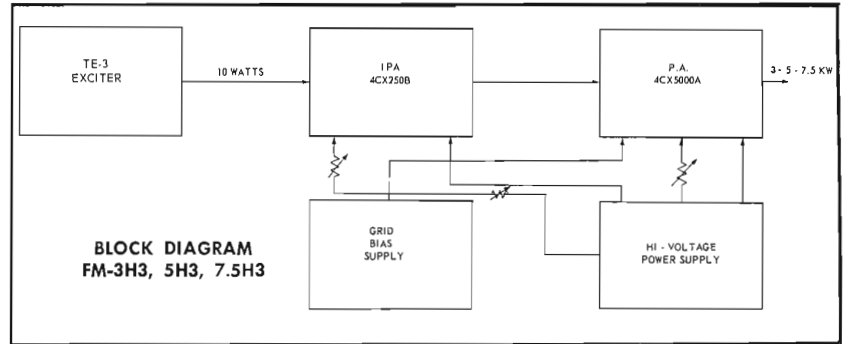 TE-3
EXCITER
10 WATTS
IPA
4CX250B
P.A.
4CX5000A
3 - 5 - 7.5 KW
GRID
BIAS
SUPPLY
HI - VOLTAGE
POWER SUPPLY
BLOCK DIAGRAM
FM-3H3, 5H3, 7.5H3